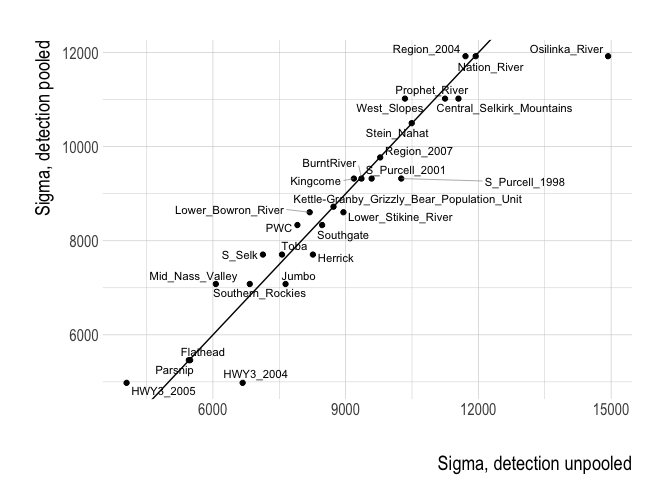 Sigma, detection pooled
12000
10000
8000
6000
Region_2004
Osilinka_River
Nation_River
Prophet_River
West_Slopes
Central_Selkirk_Mountains
Stein_Nahat
Region_2007
BurntRiver
S_Purcell_2001
Kingcome
S_Purcell_1998
Kettle-Granby_Grizzly_Bear_Population_Unit
Lower_Bowron_River
Lower_Stikine_River
PWC
Southgate
Toba
S_Selk
Herrick
Mid_Nass_Valley
Jumbo
Southern_Rockies
Flathead
Parsnip
HWY3_2004
HWY3_2005
6000
9000
12000
15000
Sigma, detection unpooled